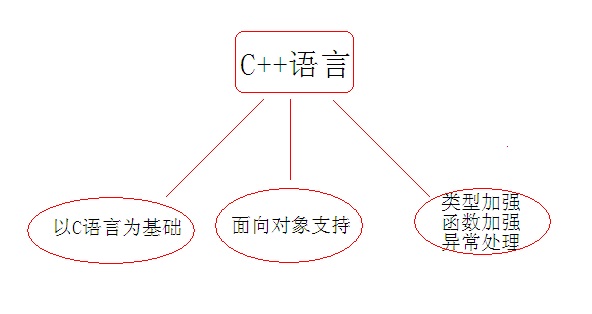 C++语言
以C语言为基础
面向对象支持
类型加强
函数加强
异常处理